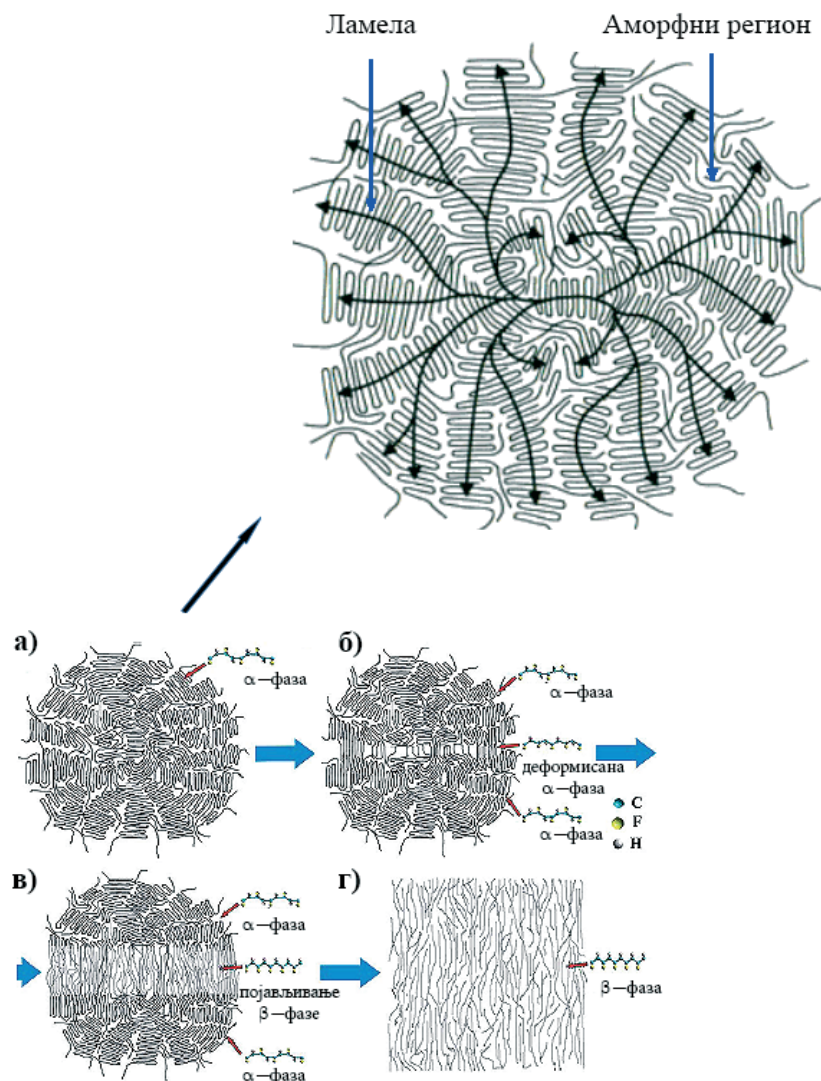 Ламела
Аморфни регион
а)
α−фаза
б)
α−фаза
деформисана
α−фаза
α−фаза
C
F
H
в)
α−фаза
појављивање
β−фазе
α−фаза
г)
β−фаза